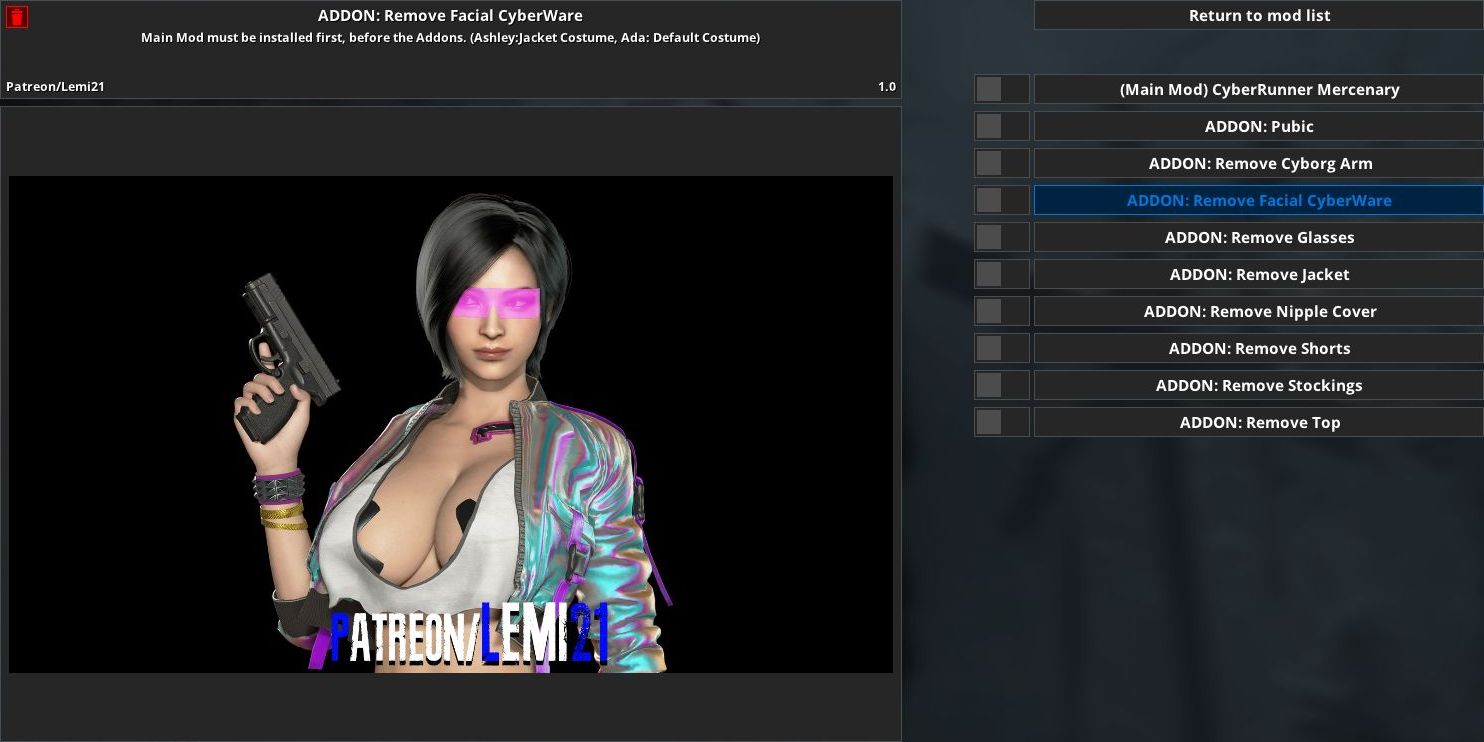 ADDON: Remove Facial CyberWare
Main Mod must be installed first, before the Addons. (Ashley:Jacket Costume, Ada: Default Costume)
Patreon/Lemi21
1.0
PATREON/LEMI21
Return to mod list
(Main Mod) CyberRunner Mercenary
ADDON: Pubic
ADDON: Remove Cyborg Arm
ADDON: Remove Facial CyberWare
ADDON: Remove Glasses
ADDON: Remove Jacket
ADDON: Remove Nipple Cover
ADDON: Remove Shorts
ADDON: Remove Stockings
ADDON: Remove Top